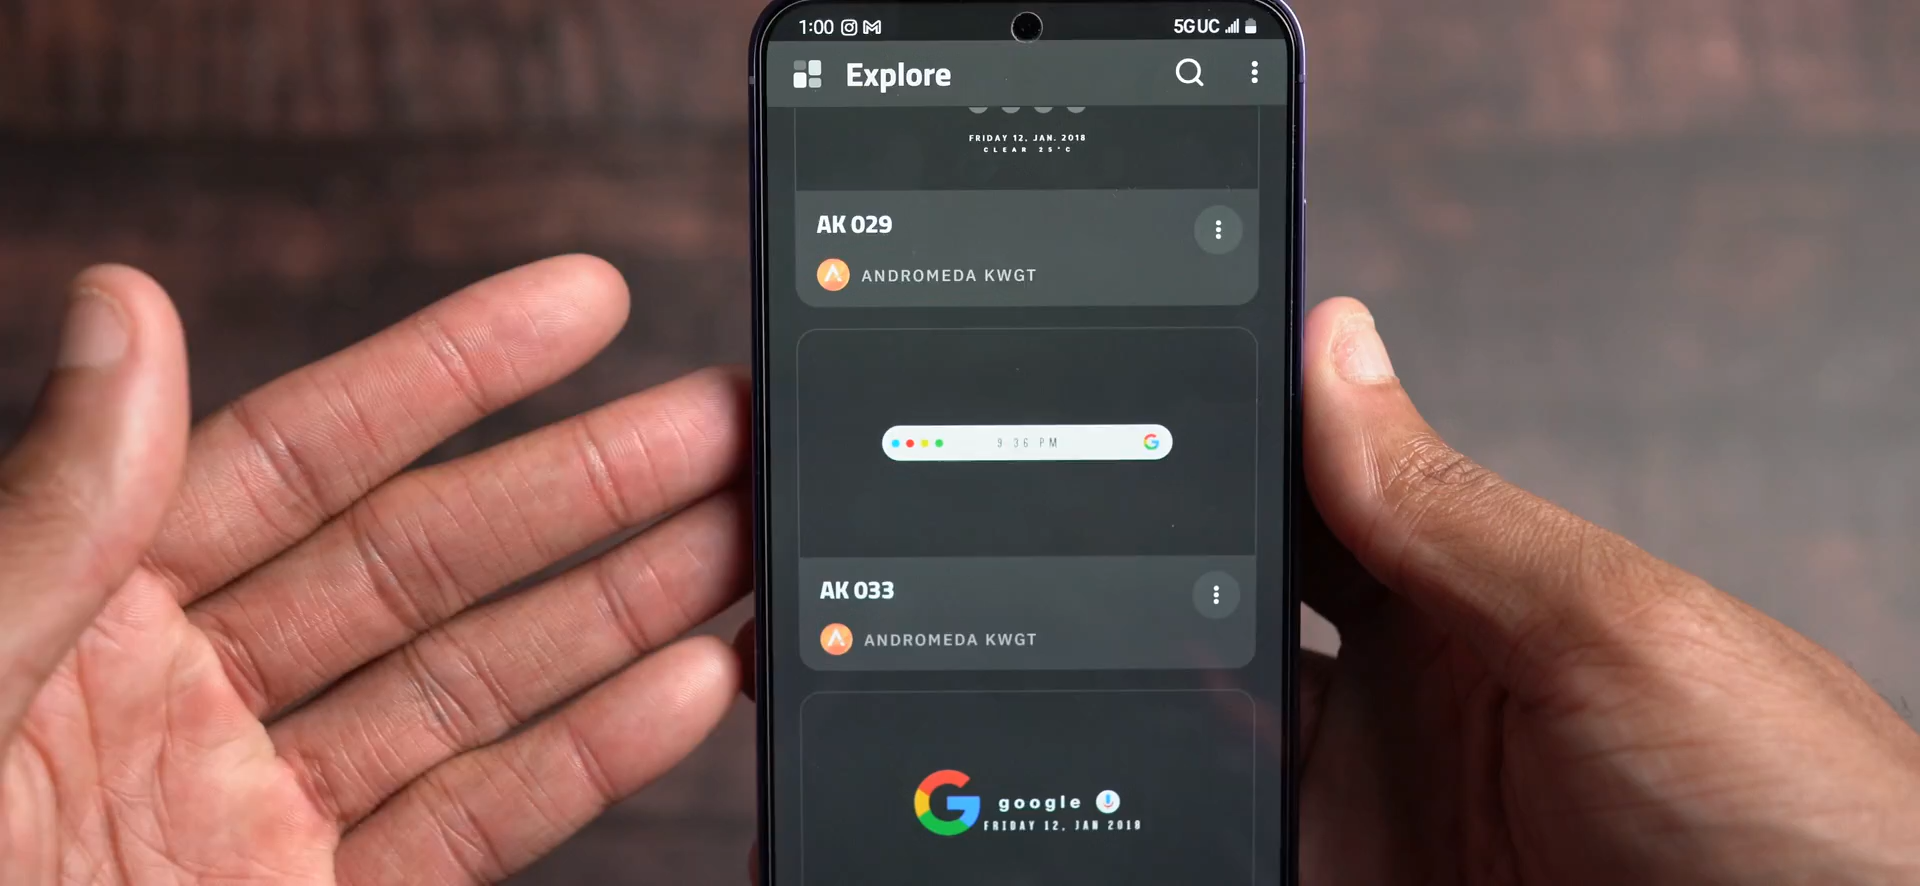 1:00
5G UC
Explore
FRIDAY 12, JAN. 2018
CLEAR 25°C
AK 029
ANDROMEDA KWGT
9 36 PM
AK 033
ANDROMEDA KWGT
google
FRIDAY 12, JAN 2018